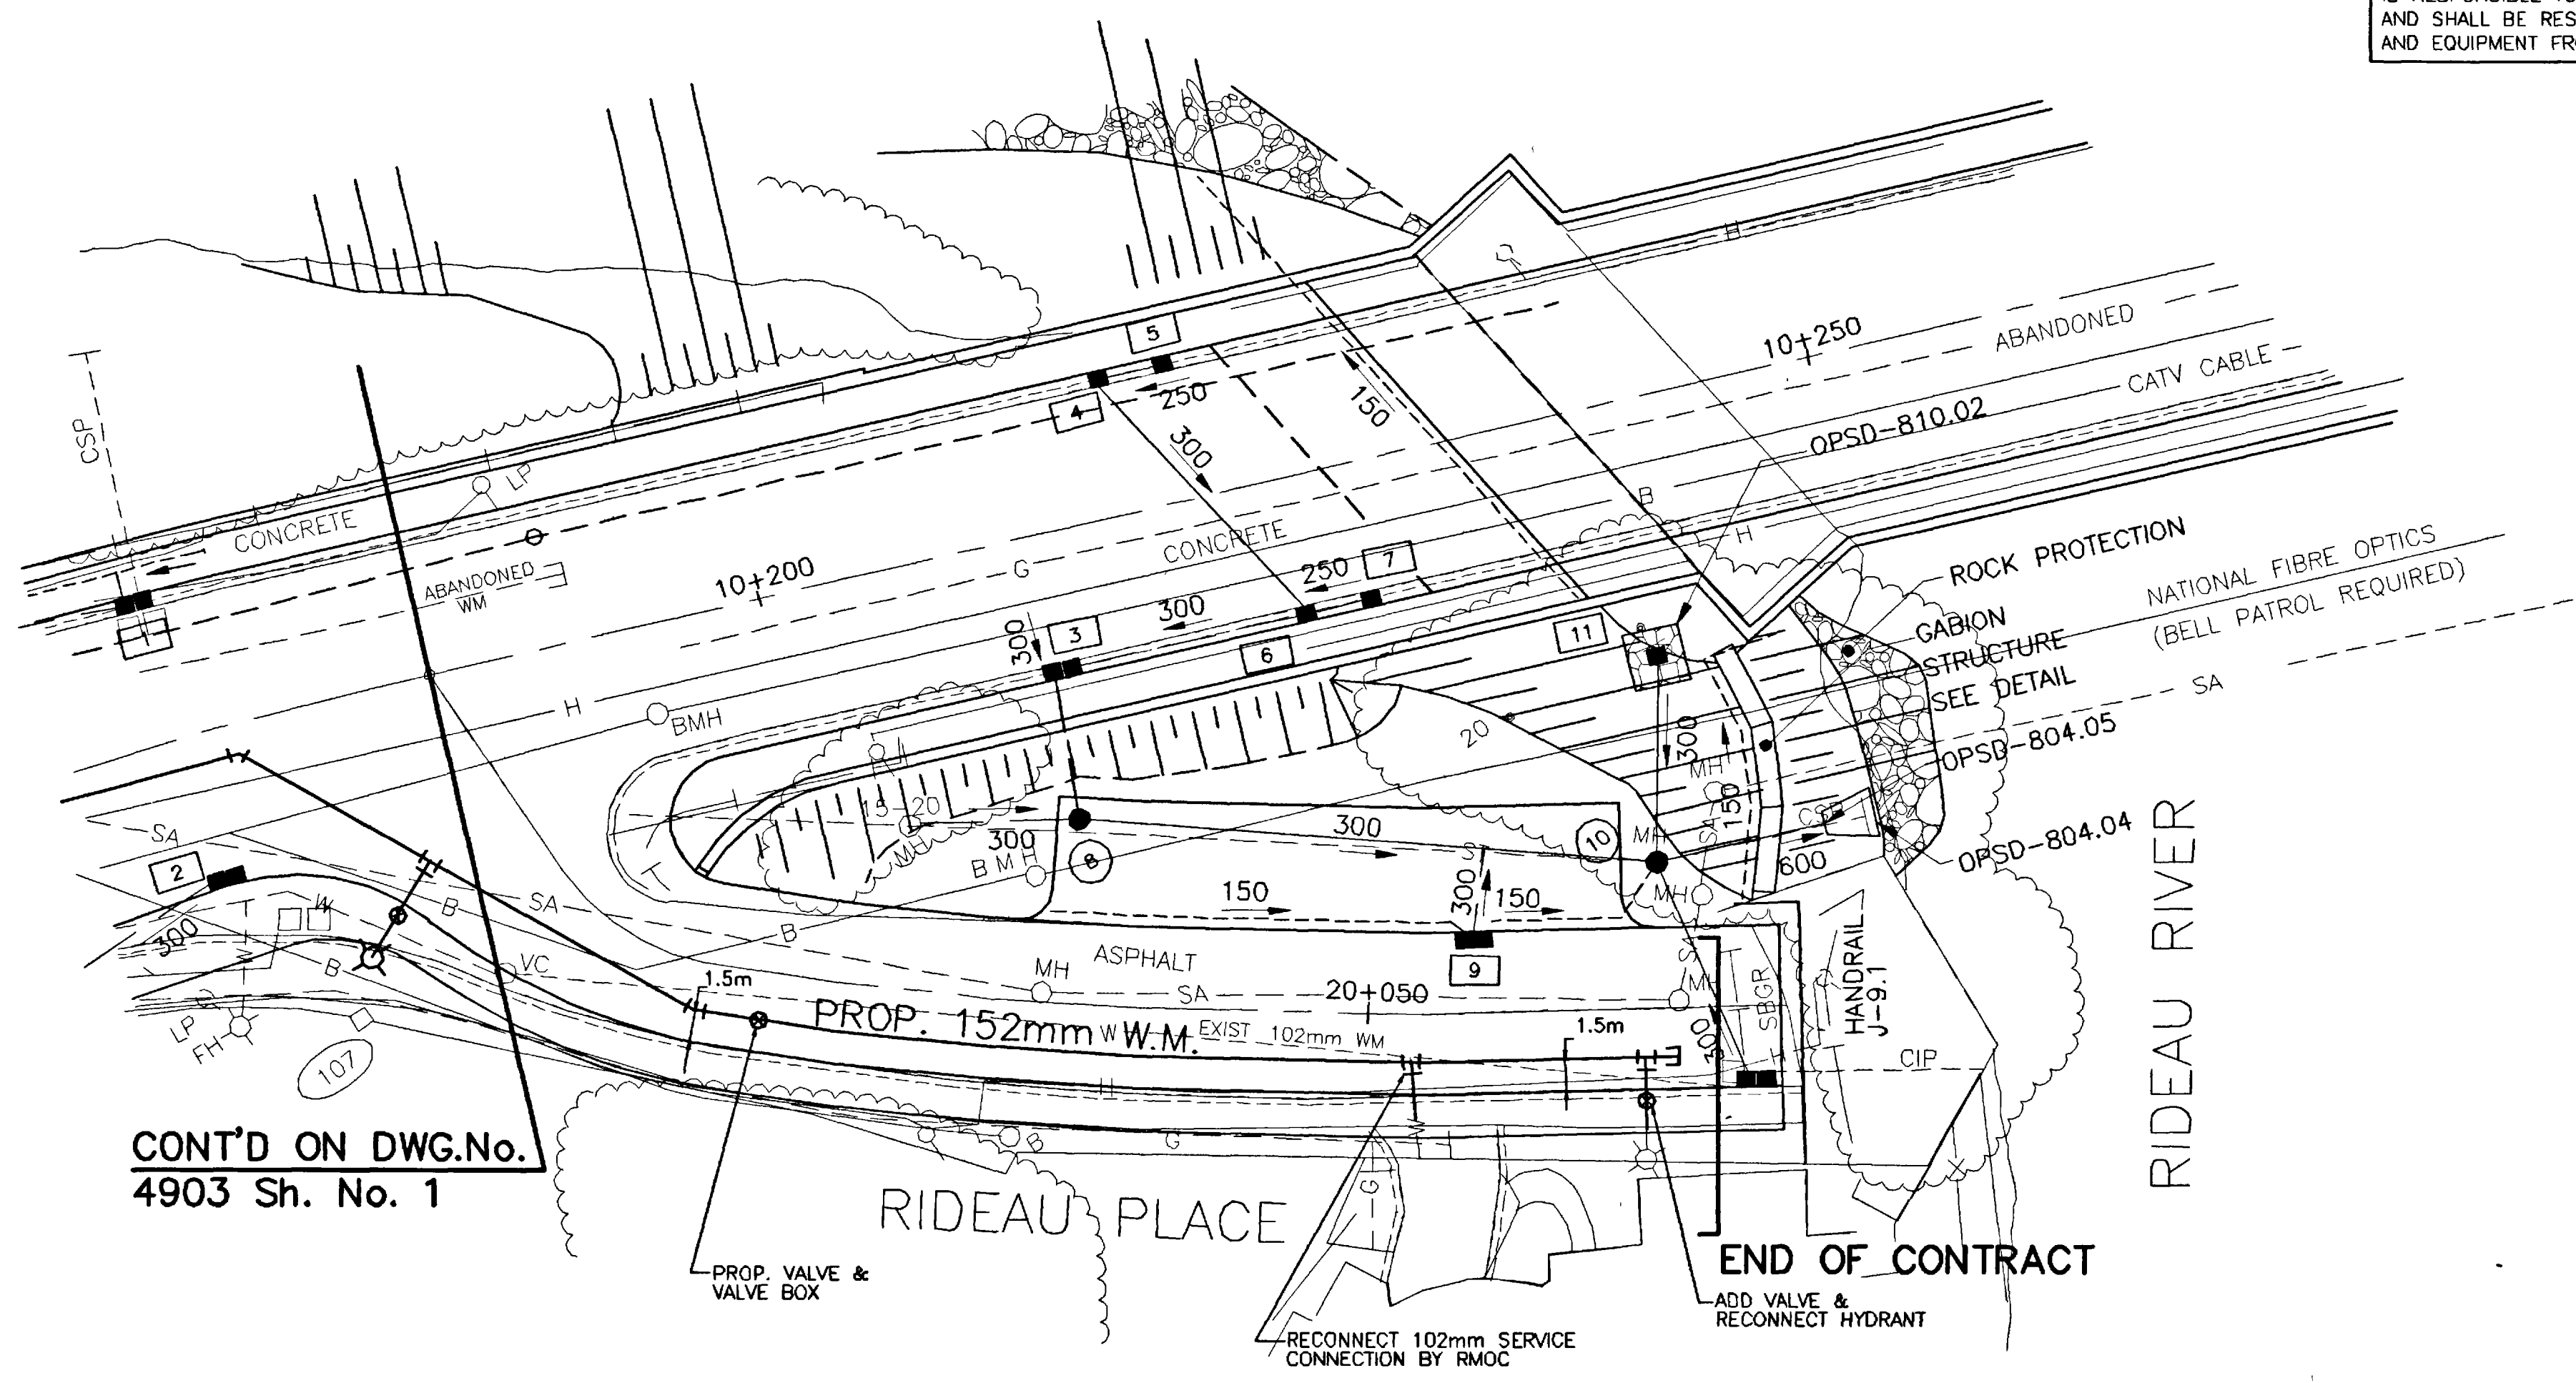 AND SHALL BE RES
AND EQUIPMENT FR
5
4
250
300
150
10+250
ABANDONED
CATV CABLE
OPSD-810.02
CSP
LP
CONCRETE
ABANDONED
WM
10+200
G
CONCRETE
B
H
H
250
7
300
300
3
6
11
ROCK PROTECTION
NATIONAL FIBRE OPTICS
(BELL PATROL REQUIRED)
GABION
STRUCTURE
SEE DETAIL
SA
OPSD-804.05
OPSD-804.04
H
BMH
20
300
MH
SA
150
CSP
600
15-20
MH
300
BMH
8
300
10
MH
MH
SA
2
300
W
B
SA
B
VC
B
150
300
S
150
9
ASPHALT
MH
SA
20+050
MH
SA
300
SBGR
HANDRAIL
J-9.1
CIP
RIDEAU RIVER
1.5m
PROP. 152mm W W.M.
EXIST 102mm WM
1.5m
LP
FH
107
H
B
G
H
W
G
CONT'D ON DWG.No.
4903 Sh. No. 1
RIDEAU PLACE
PROP. VALVE &
VALVE BOX
END OF CONTRACT
ADD VALVE &
RECONNECT HYDRANT
RECONNECT 102mm SERVICE
CONNECTION BY RMOC